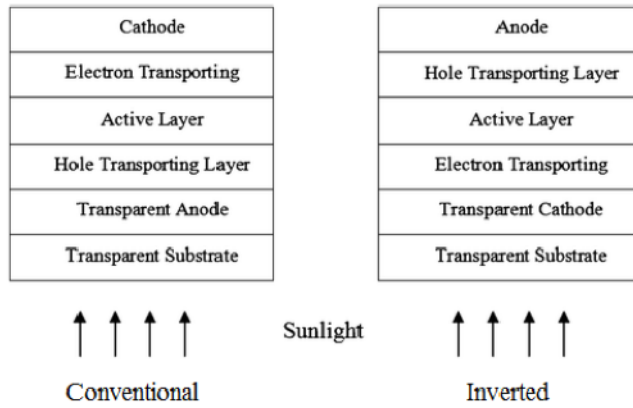 Cathode
Electron Transporting
Active Layer
Hole Transporting Layer
Transparent Anode
Transparent Substrate
Anode
Hole Transporting Layer
Active Layer
Electron Transporting
Transparent Cathode
Transparent Substrate
Sunlight
Conventional
Inverted